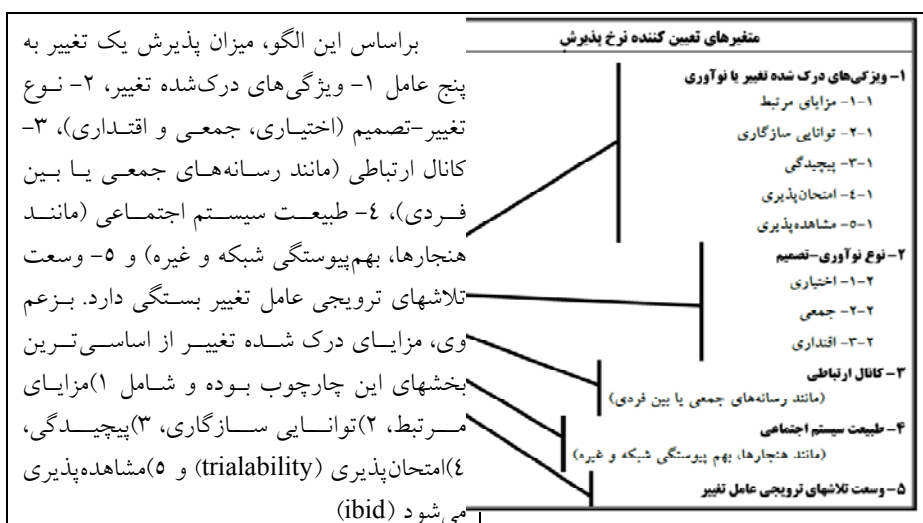 براساس این الگو، میزان پذیرش یک تغییر به
پنج عامل ۱- ویژگی‌های درک‌شده تغییر، ۲- نوع
تغییر-تصمیم (اختیاری، جمعی و اقتداری)، ۳-
کانال ارتباطی (مانند رسانه‌های جمعی یا بین
فردی)، ٤- طبیعت سیستم اجتماعی (مانند
هنجارها، بهم‌پیوستگی شبکه و غیره) و ٥- وسعت
تلاشهای ترویجی عامل تغییر بستگی دارد. بزعم
وی، مزایای درک شده تغییر از اساسی‌ترین
بخشهای این چارچوب بوده و شامل ۱)مزایای
مرتبط، ۲)توانایی سازگاری، ۳)پیچیدگی،
٤)امتحان‌پذیری (trialability) و ٥)مشاهده‌پذیری
می‌شود (ibid)
متغیرهای تعیین کننده نرخ پذیرش
۱- ویژگی‌های درک شده تغییر یا نوآوری
۱-۱- مزایای مرتبط
۲-۱- توانایی سازگاری
۳-۱- پیچیدگی
٤-۱- امتحان‌پذیری
٥-۱- مشاهده‌پذیری
۲- نوع نوآوری-تصمیم
۱-۲- اختیاری
۲-۲- جمعی
۳-۲- اقتداری
۳- کانال ارتباطی
(مانند رسانه‌های جمعی یا بین فردی)
۴- طبیعت سیستم اجتماعی
(مانند هنجارها، بهم پیوستگی شبکه و غیره)
۵- وسعت تلاشهای ترویجی عامل تغییر